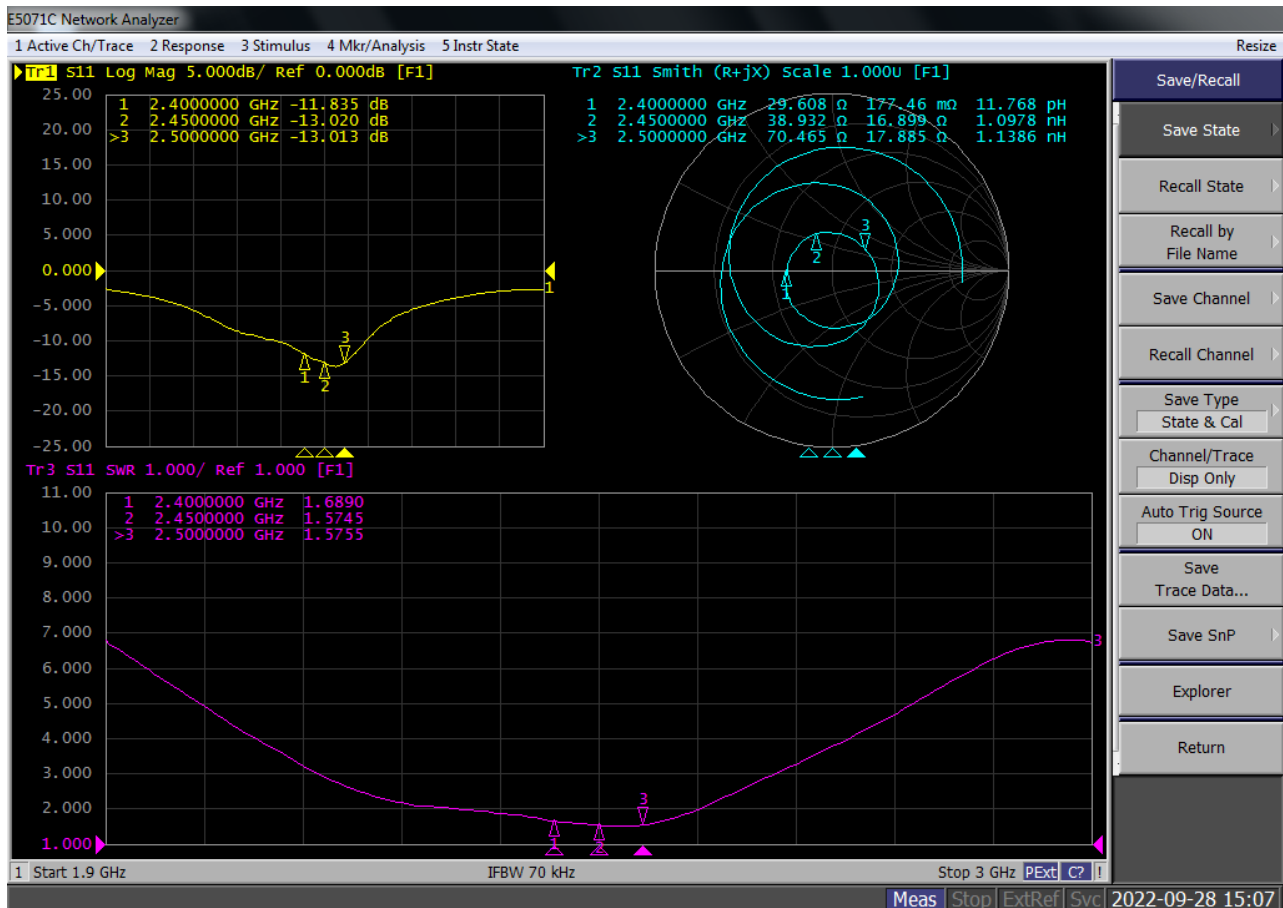 E5071C Network Analyzer
1 Active Ch/Trace 2 Response 3 Stimulus 4 Mkr/Analysis 5 Instr State Resize
Tr1 S11 Log Mag 5.000dB/ Ref 0.000dB [F1]
25.00
20.00
15.00
10.00
5.000
0.000
-5.000
-10.00
-15.00
-20.00
-25.00
1 2.4000000 GHz -11.835 dB
2 2.4500000 GHz -13.020 dB
>3 2.5000000 GHz -13.013 dB
1
2
3
1
Tr2 S11 Smith (R+jX) Scale 1.000U [F1]
1 2.4000000 GHz 29.608 Ω 177.46 mΩ 11.768 pH
2 2.4500000 GHz 38.932 Ω 16.899 Ω 1.0978 nH
>3 2.5000000 GHz 70.465 Ω 17.885 Ω 1.1386 nH
1
2
3
Tr3 S11 SWR 1.000/ Ref 1.000 [F1]
11.00
10.00
9.000
8.000
7.000
6.000
5.000
4.000
3.000
2.000
1.000
1 2.4000000 GHz 1.6890
2 2.4500000 GHz 1.5745
>3 2.5000000 GHz 1.5755
1
2
3
3
1 Start 1.9 GHz IFBW 70 kHz Stop 3 GHz PExt C? !
Save/Recall
Save State
Recall State
Recall by
File Name
Save Channel
Recall Channel
Save Type
State & Cal
Channel/Trace
Disp Only
Auto Trig Source
ON
Save
Trace Data...
Save SnP
Explorer
Return
Meas Stop ExtRef Svc 2022-09-28 15:07